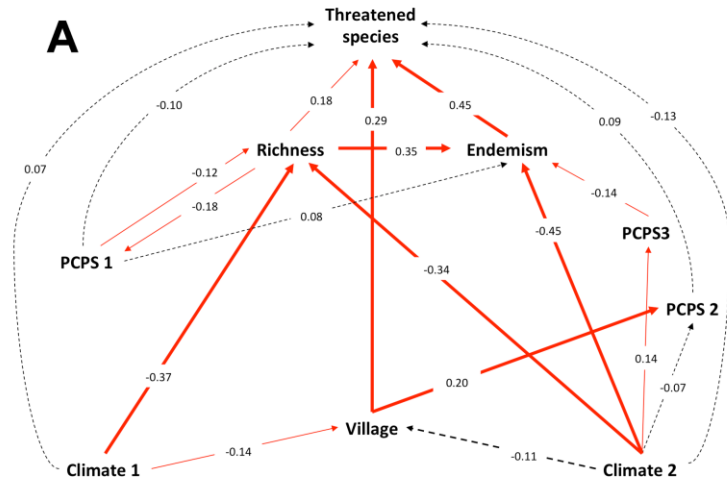 A
Threatened
species
-0.10
0.18
0.29
0.45
0.09
-0.13
0.07
-0.12
Richness
0.35
Endemism
-0.18
0.08
-0.14
PCPS 1
-0.34
-0.45
PCPS3
PCPS 2
-0.37
0.20
0.14
-0.07
-0.14
Village
-0.11
Climate 1
Climate 2